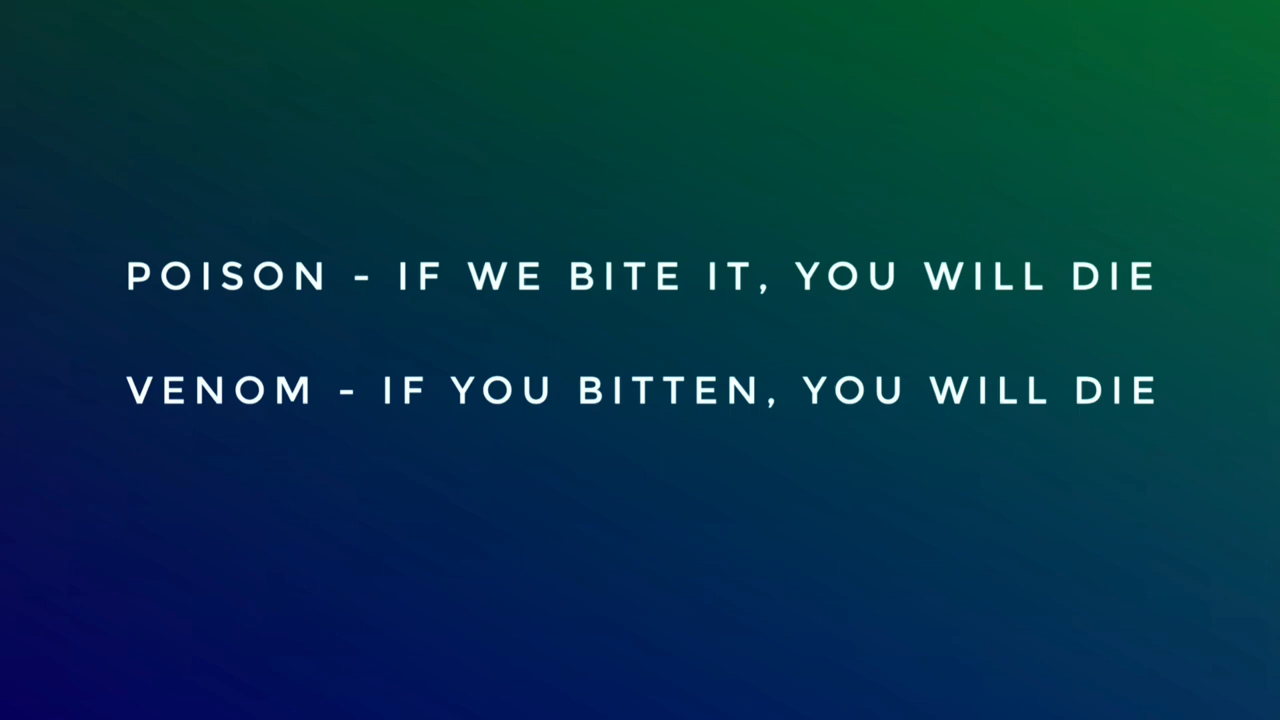 POISON - IF WE BITE IT, YOU WILL DIE
VENOM - IF YOU BITTEN, YOU WILL DIE